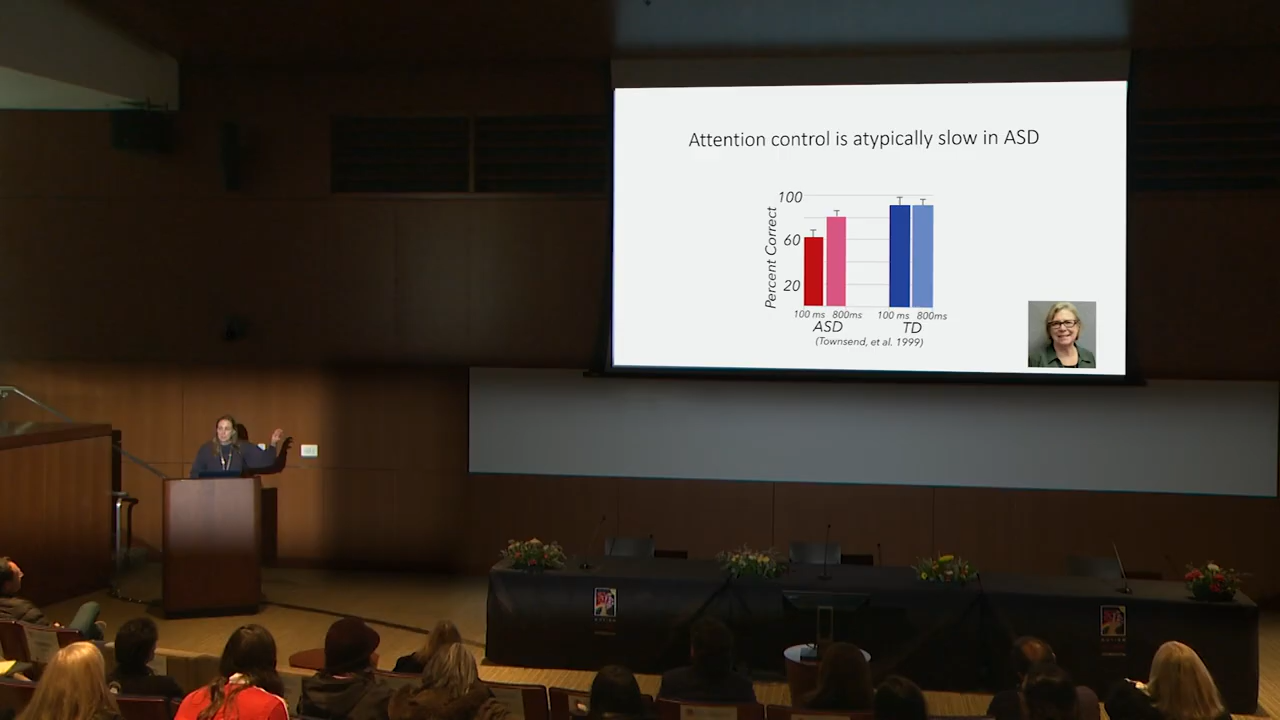 Attention control is atypically slow in ASD
100
60
20
Percent Correct
100 ms 800ms 100 ms 800ms
ASD TD
(Townsend, et al. 1999)